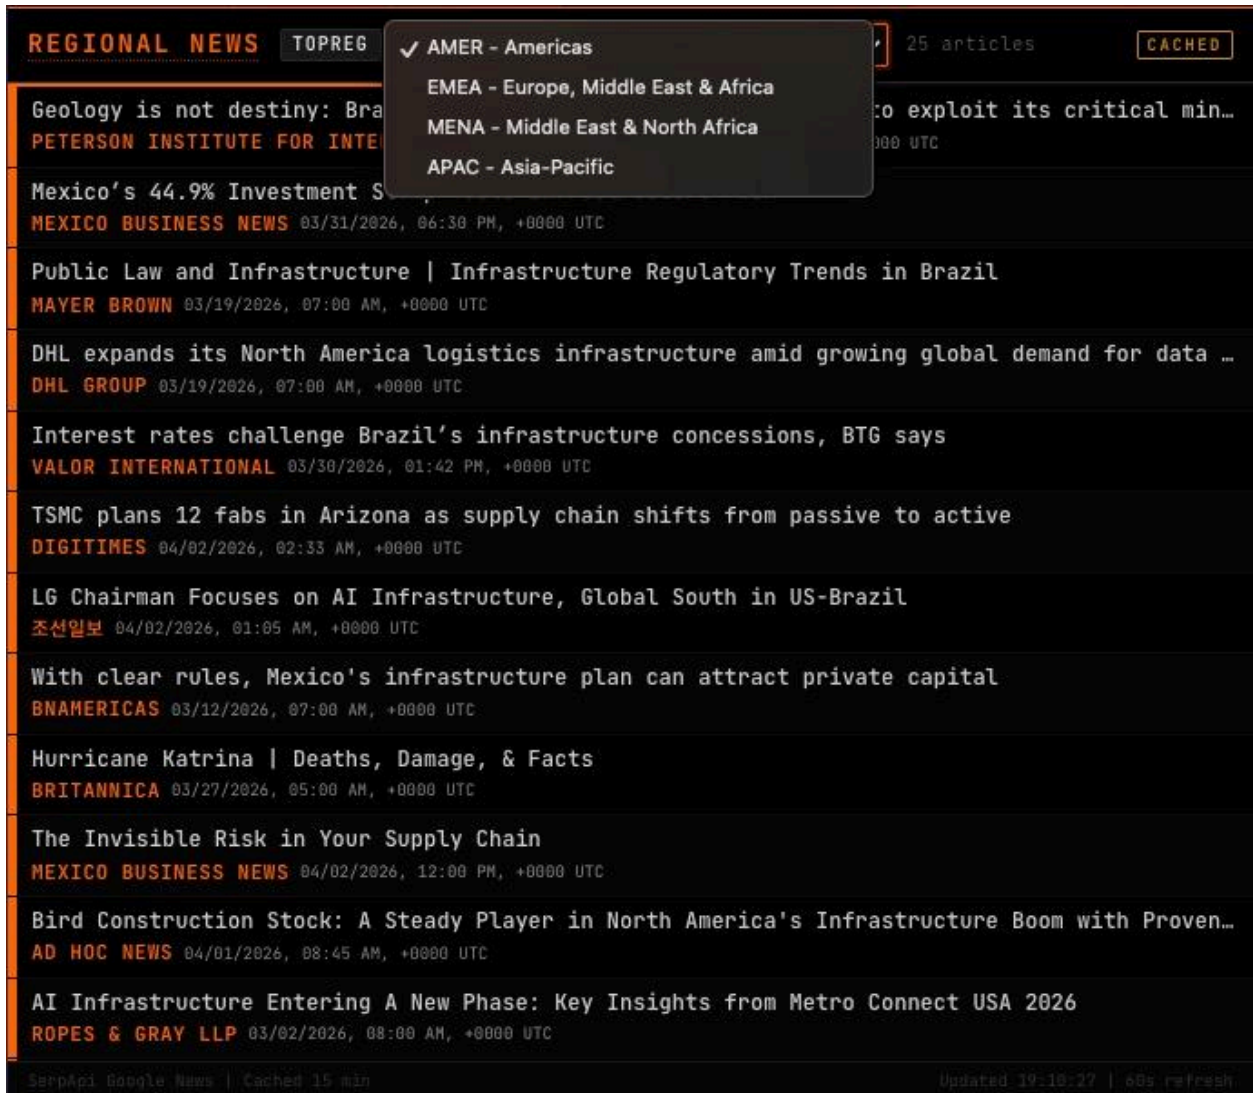 REGIONAL NEWS TOPREG 25 articles CACHED
✓ AMER - Americas
EMEA - Europe, Middle East & Africa
MENA - Middle East & North Africa
APAC - Asia-Pacific
Geology is not destiny: to exploit its critical min…
PETERSON INSTITUTE FOR UTC
Mexico’s 44.9% Investment
MEXICO BUSINESS NEWS 03/31/2026, 06:30 PM, +0000 UTC
Public Law and Infrastructure | Infrastructure Regulatory Trends in Brazil
MAYER BROWN 03/19/2026, 07:00 AM, +0000 UTC
DHL expands its North America logistics infrastructure amid growing global demand for data …
DHL GROUP 03/19/2026, 07:00 AM, +0000 UTC
Interest rates challenge Brazil’s infrastructure concessions, BTG says
VALOR INTERNATIONAL 03/30/2026, 01:42 PM, +0000 UTC
TSMC plans 12 fabs in Arizona as supply chain shifts from passive to active
DIGITIMES 04/02/2026, 02:33 AM, +0000 UTC
LG Chairman Focuses on AI Infrastructure, Global South in US-Brazil
조선일보 04/02/2026, 01:05 AM, +0000 UTC
With clear rules, Mexico's infrastructure plan can attract private capital
BNAMERICAS 03/12/2026, 07:00 AM, +0000 UTC
Hurricane Katrina | Deaths, Damage, & Facts
BRITANNICA 03/27/2026, 05:00 AM, +0000 UTC
The Invisible Risk in Your Supply Chain
MEXICO BUSINESS NEWS 04/02/2026, 12:00 PM, +0000 UTC
Bird Construction Stock: A Steady Player in North America's Infrastructure Boom with Proven…
AD HOC NEWS 04/01/2026, 08:45 AM, +0000 UTC
AI Infrastructure Entering A New Phase: Key Insights from Metro Connect USA 2026
ROPES & GRAY LLP 03/02/2026, 08:00 AM, +0000 UTC
SerpApi Google News | Cached 15 min Updated 19:10:27 | 60s refresh